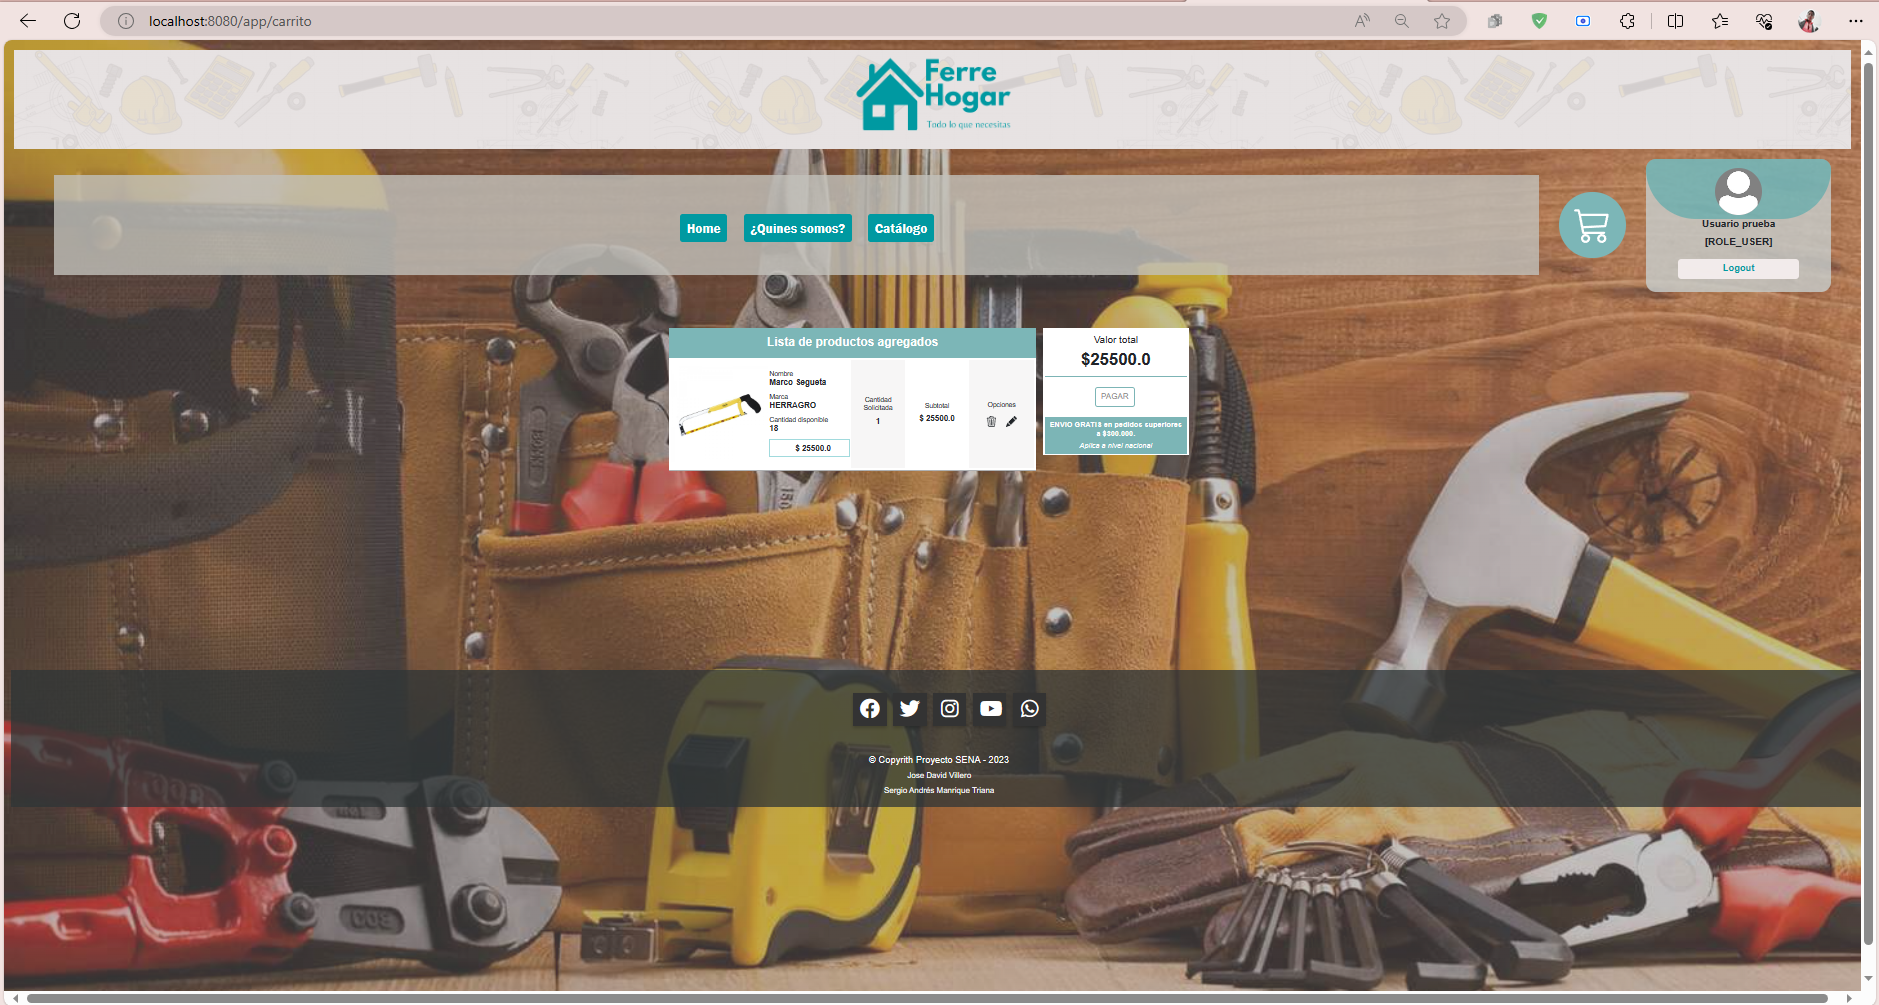 localhost:8080/app/carrito
Ferre
Hogar
Todo lo que necesitas
Home
¿Quines somos?
Catálogo
Usuario prueba
[ROLE_USER]
Logout
Lista de productos agregados
Nombre
Marco Segueta
Marca
HERRAGRO
Cantidad disponible
18
$ 25500.0
Cantidad
Solicitada
1
Subtotal
$ 25500.0
Opciones
Valor total
$25500.0
PAGAR
ENVIO GRATIS en pedidos superiores
a $300.000.
Aplica a nivel nacional
© Copyrith Proyecto SENA - 2023
Jose David Villero
Sergio Andrés Manrique Triana